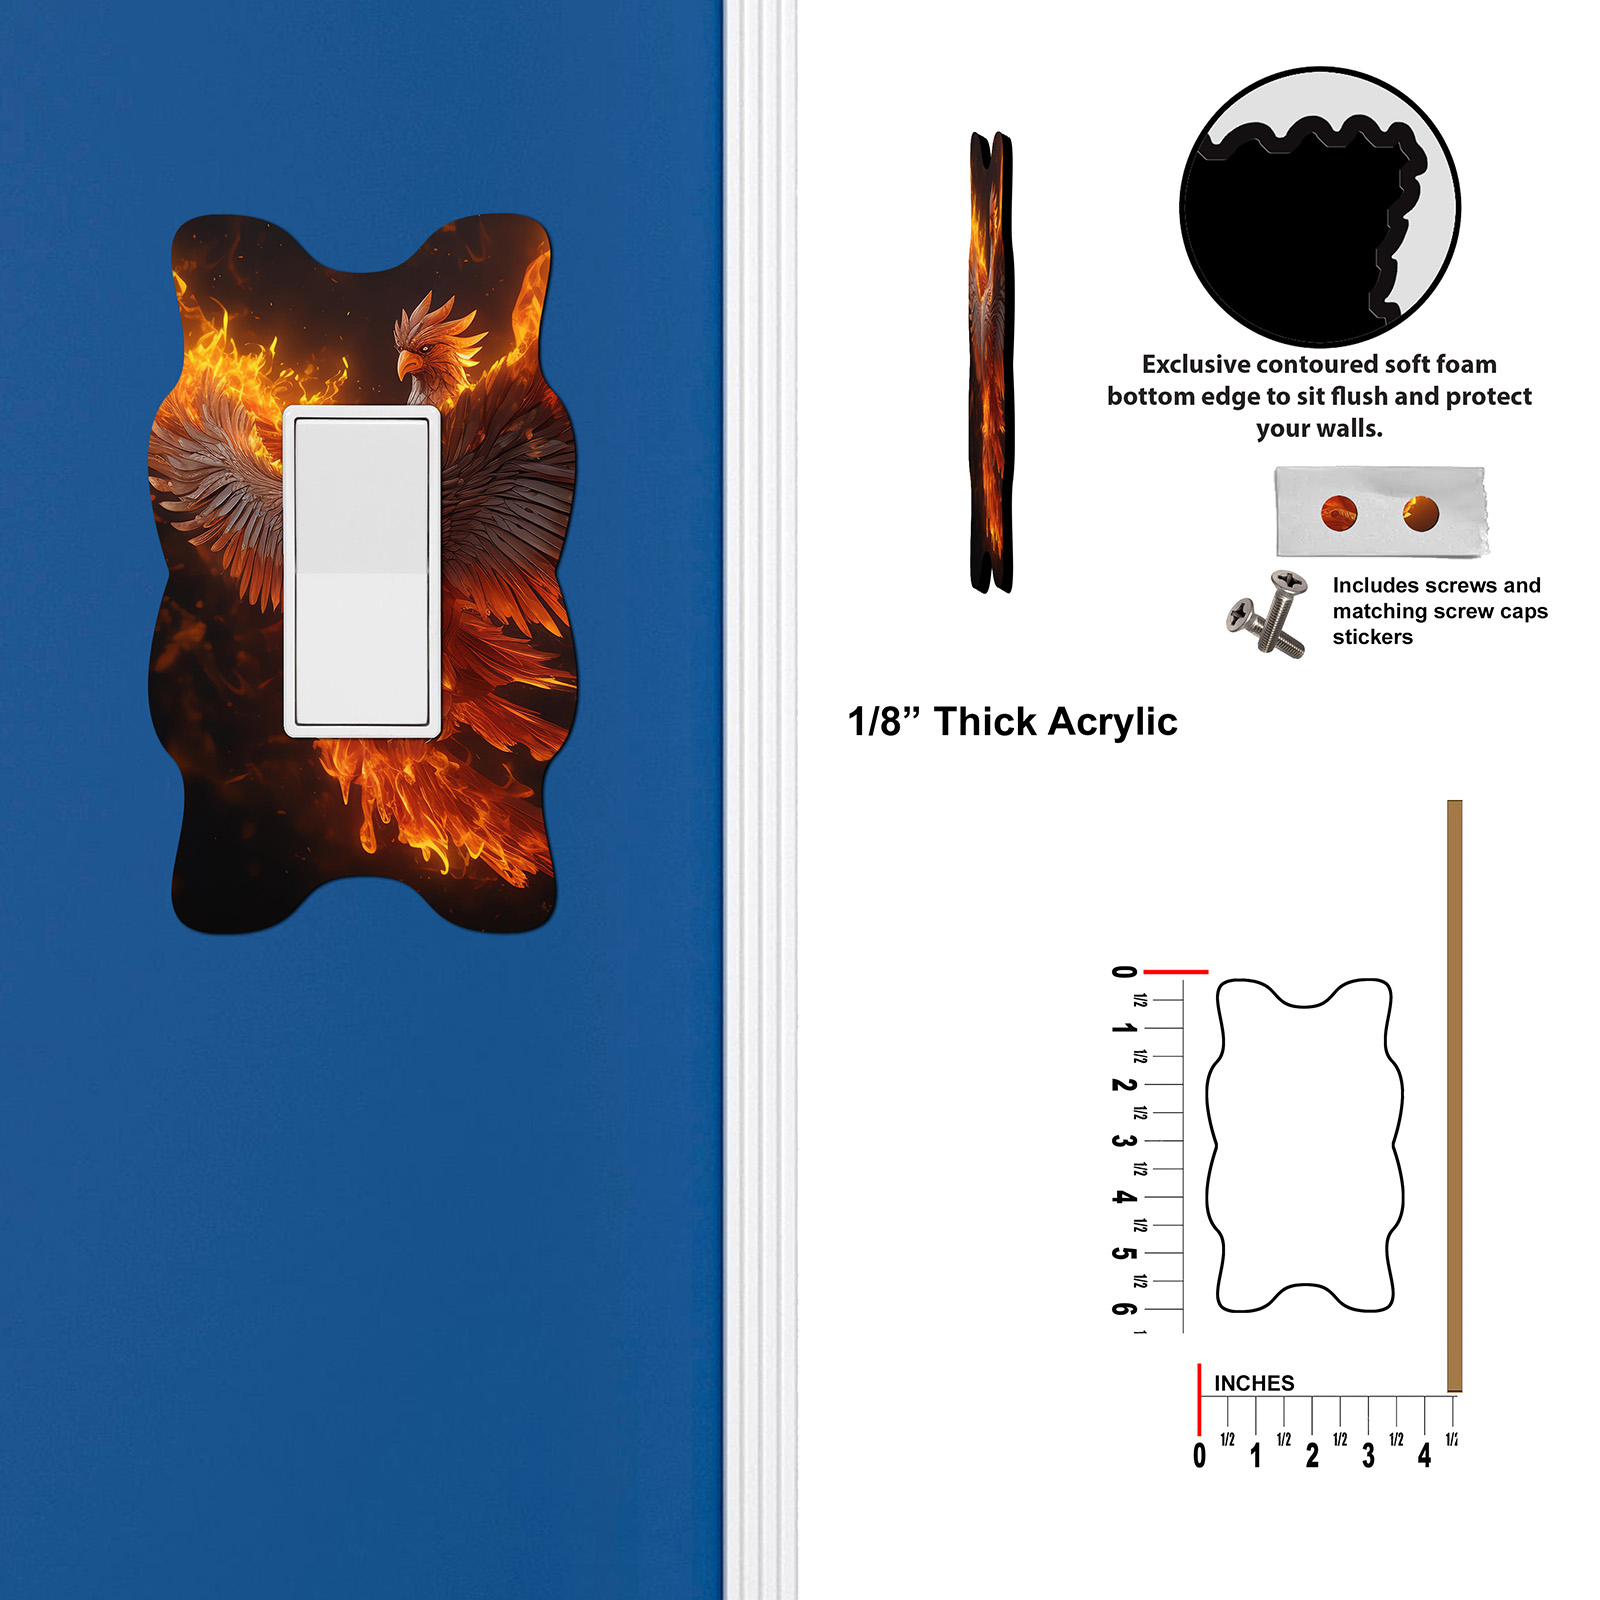 Exclusive contoured soft foam
bottom edge to sit flush and protect
your walls.
Includes screws and
matching screw caps
stickers
1/8” Thick Acrylic
0
1/2
1
1/2
2
1/2
3
1/2
4
1/2
5
1/2
6
1
INCHES
0 1/2 1 1/2 2 1/2 3 1/2 4 1/2